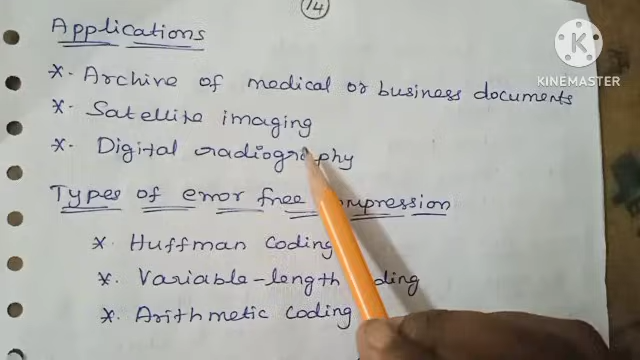 14
Applications
KINEMASTER
*. Archive of medical or business documents
*. Satellite imaging
*. Digital radiography
Types of error free compression
*. Huffman coding
*. Variable-length coding
*. Arithmetic coding